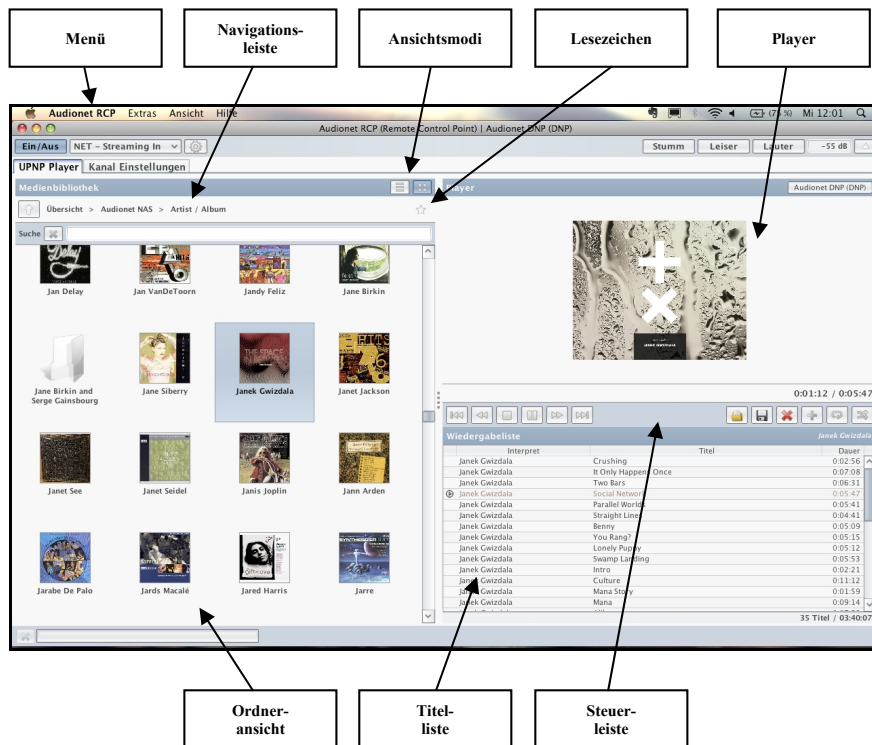 Menü
Navigations-
leiste
Ansichtsmodi
Lesezeichen
Player
Audionet RCP Extras Ansicht Hilfe
Mi 12:01
Audionet RCP (Remote Control Point) | Audionet DNP (DNP)
Ein/Aus NET – Streaming In
Stumm Leiser Lauter -55 dB
UPNP Player Kanal Einstellungen
Medienbibliothek
Player Audionet DNP (DNP)
Übersicht > Audionet NAS > Artist / Album
Suche
Jan Delay Jan VanDeToorn Jandy Feliz Jane Birkin
Jane Birkin and
Serge Gainsbourg
Jane Siberry Janek Gwizdala Janet Jackson
Janet See Janet Seidel Janis Joplin Jann Arden
Jarabe De Palo Jards Macalé Jared Harris Jarre
0:01:12 / 0:05:47
Wiedergabeliste Janek Gwizdala
Interpret Titel Dauer
Janek Gwizdala Crushing 0:02:56
Janek Gwizdala It Only Happens Once 0:07:08
Janek Gwizdala Two Bars 0:06:31
Janek Gwizdala Social Network 0:05:47
Janek Gwizdala Parallel Worlds 0:05:41
Janek Gwizdala Straight Lines 0:04:41
Janek Gwizdala Benny 0:05:09
Janek Gwizdala You Rang? 0:05:15
Janek Gwizdala Lonely Puppy 0:05:12
Janek Gwizdala Swamp Landing 0:05:53
Janek Gwizdala Intro 0:02:21
Janek Gwizdala Culture 0:11:12
Janek Gwizdala Mana Story 0:01:59
Janek Gwizdala Mana 0:09:14
35 Titel / 03:40:07
Ordner-
ansicht
Titel-
liste
Steuer-
leiste